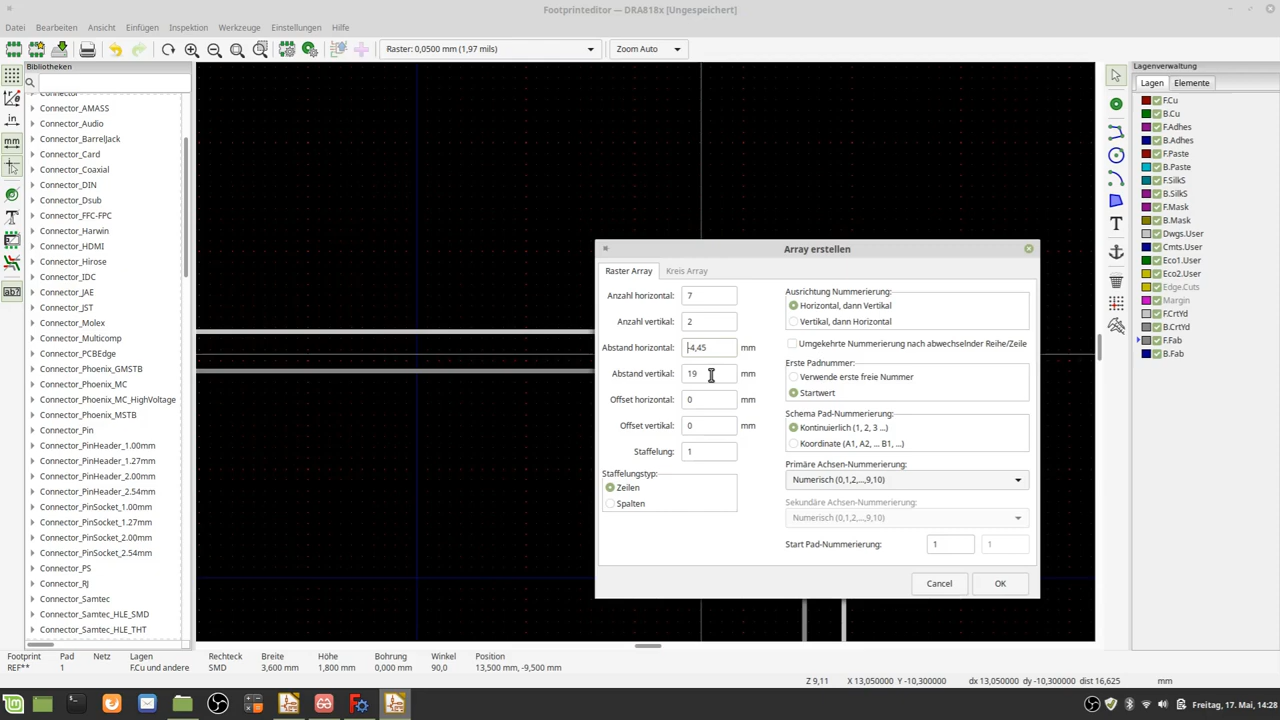 Footprinteditor — DRA818x [Ungespeichert]
Datei Bearbeiten Ansicht Einfügen Inspektion Werkzeuge Einstellungen Hilfe
Raster: 0,0500 mm (1,97 mils) Zoom Auto
Bibliotheken
Connector
Connector_AMASS
Connector_Audio
Connector_BarrelJack
Connector_Card
Connector_Coaxial
Connector_DIN
Connector_Dsub
Connector_FFC-FPC
Connector_Harwin
Connector_HDMI
Connector_Hirose
Connector_IDC
Connector_JAE
Connector_JST
Connector_Molex
Connector_Multicomp
Connector_PCBEdge
Connector_Phoenix_GMSTB
Connector_Phoenix_MC
Connector_Phoenix_MC_HighVoltage
Connector_Phoenix_MSTB
Connector_Pin
Connector_PinHeader_1.00mm
Connector_PinHeader_1.27mm
Connector_PinHeader_2.00mm
Connector_PinHeader_2.54mm
Connector_PinSocket_1.00mm
Connector_PinSocket_1.27mm
Connector_PinSocket_2.00mm
Connector_PinSocket_2.54mm
Connector_PS
Connector_RJ
Connector_Samtec
Connector_Samtec_HLE_SMD
Connector_Samtec_HLE_THT
in
mm
Array erstellen
Raster Array Kreis Array
Anzahl horizontal: 7
Anzahl vertikal: 2
Abstand horizontal: -4,45 mm
Abstand vertikal: 19 mm
Offset horizontal: 0 mm
Offset vertikal: 0 mm
Staffelung: 1
Staffelungstyp:
Zeilen
Spalten
Ausrichtung Nummerierung:
Horizontal, dann Vertikal
Vertikal, dann Horizontal
Umgekehrte Nummerierung nach abwechselnder Reihe/Zeile
Erste Padnummer:
Verwende erste freie Nummer
Startwert
Schema Pad-Nummerierung:
Kontinuierlich (1, 2, 3 ...)
Koordinate (A1, A2, ... B1, ...)
Primäre Achsen-Nummerierung:
Numerisch (0,1,2,...,9,10)
Sekundäre Achsen-Nummerierung:
Numerisch (0,1,2,...,9,10)
Start Pad-Nummerierung: 1 1
Cancel OK
Lagenverwaltung
Lagen Elemente
F.Cu
B.Cu
F.Adhes
B.Adhes
F.Paste
B.Paste
F.SilkS
B.SilkS
F.Mask
B.Mask
Dwgs.User
Cmts.User
Eco1.User
Eco2.User
Edge.Cuts
Margin
F.CrtYd
B.CrtYd
F.Fab
B.Fab
Footprint Pad Netz Lagen Rechteck Breite Höhe Bohrung Winkel Position
REF** 1 F.Cu und andere SMD 3,600 mm 1,800 mm 0,000 mm 90,0 13,500 mm, -9,500 mm
Z 9,11 X 13,050000 Y -10,300000 dx 13,050000 dy -10,300000 dist 16,625 mm
Freitag, 17. Mai, 14:28